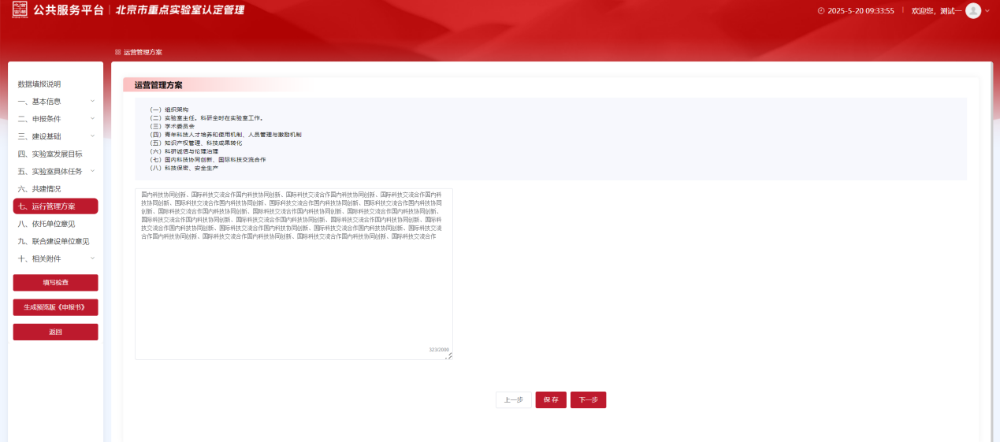 公共服务平台 | 北京市重点实验室认定管理
2025-5-20 09:33:55
欢迎您，测试一
运营管理方案
数据填报说明
一、基本信息
二、申报条件
三、建设基础
四、实验室发展目标
五、实验室具体任务
六、共建情况
七、运行管理方案
八、依托单位意见
九、联合建设单位意见
十、相关附件
填写检查
生成预览版《申报书》
返回
运营管理方案
（一）组织架构
（二）实验室主任。科研全时在实验室工作。
（三）学术委员会
（四）青年科技人才培养和使用机制、人员管理与激励机制
（五）知识产权管理、科技成果转化
（六）科研诚信与伦理治理
（七）国内科技协同创新、国际科技交流合作
（八）科技保密、安全生产
国内科技协同创新、国际科技交流合作国内科技协同创新、国际科技交流合作国内科技协同创新、国际科技交流合作国内科
技协同创新、国际科技交流合作国内科技协同创新、国际科技交流合作国内科技协同创新、国际科技交流合作国内科技协同
创新、国际科技交流合作国内科技协同创新、国际科技交流合作国内科技协同创新、国际科技交流合作国内科技协同创新、
国际科技交流合作国内科技协同创新、国际科技交流合作国内科技协同创新、国际科技交流合作国内科技协同创新、国际科
技交流合作国内科技协同创新、国际科技交流合作国内科技协同创新、国际科技交流合作国内科技协同创新、国际科技交流
合作国内科技协同创新、国际科技交流合作国内科技协同创新、国际科技交流合作国内科技协同创新、国际科技交流合作
323/2000
上一步
保存
下一步